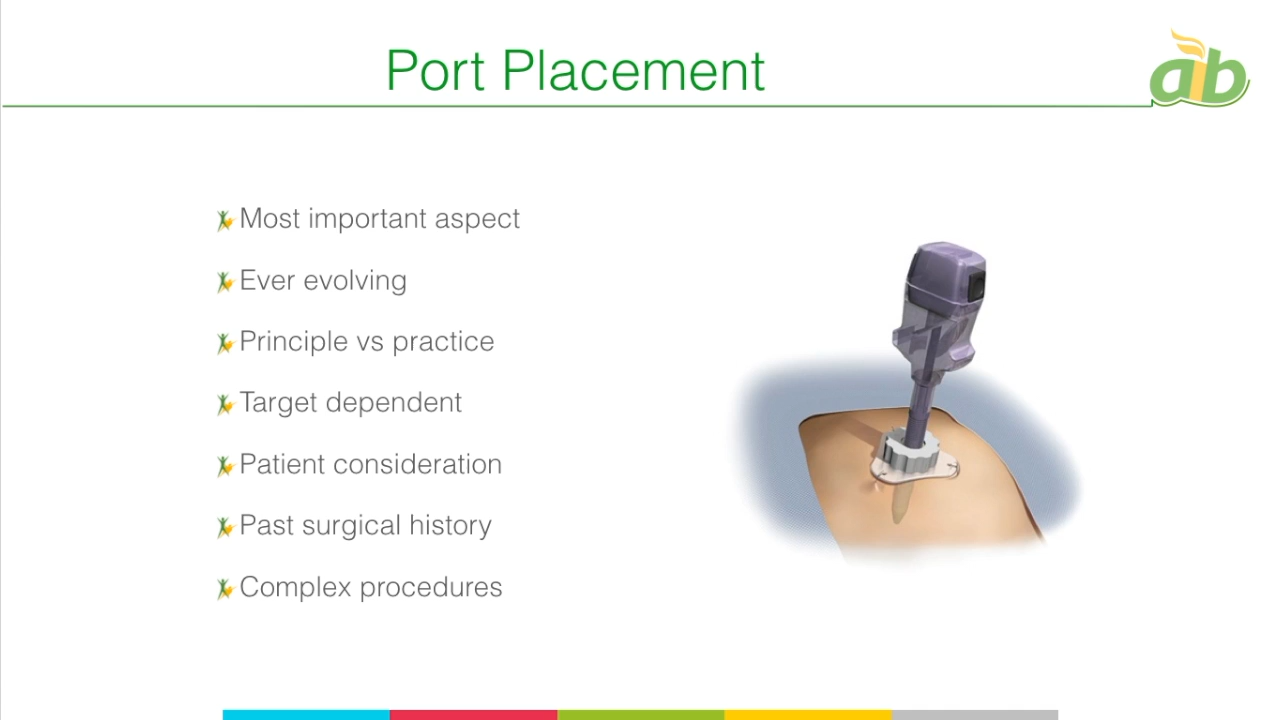 Port Placement
aib
Most important aspect
Ever evolving
Principle vs practice
Target dependent
Patient consideration
Past surgical history
Complex procedures